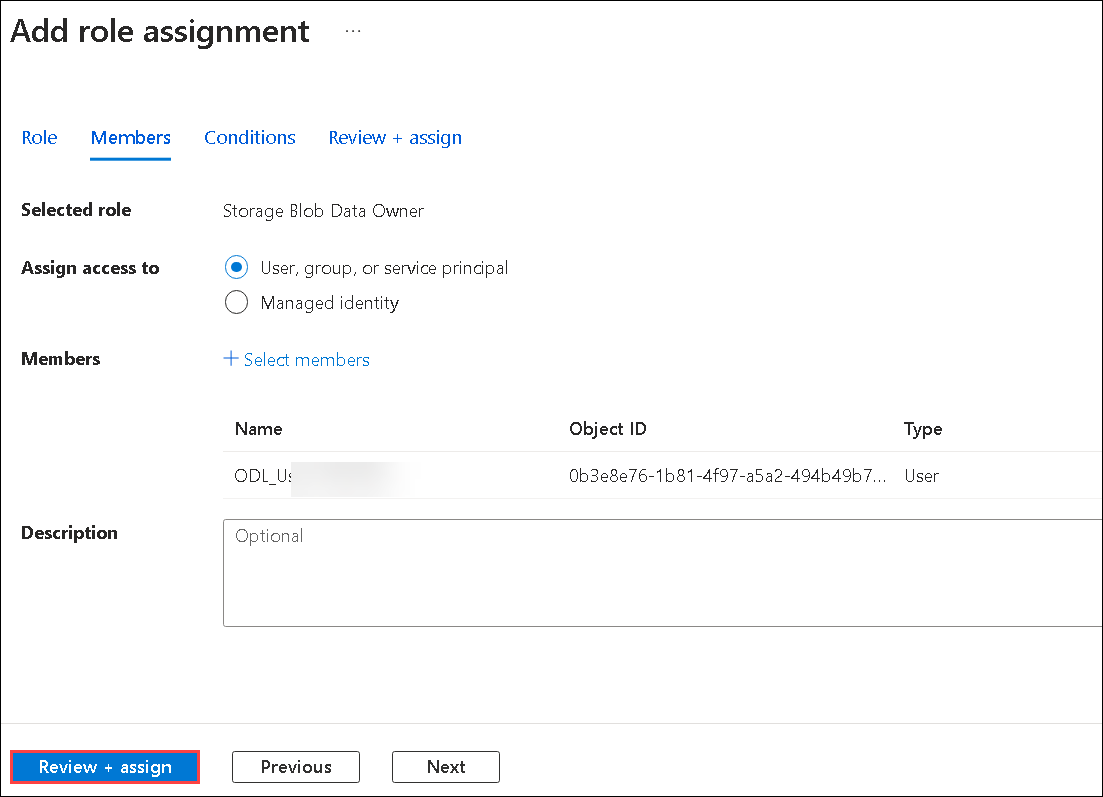 Add role assignment ...
Role Members Conditions Review + assign
Selected role Storage Blob Data Owner
Assign access to User, group, or service principal
Managed identity
Members + Select members
Name Object ID Type
0b3e8e76-1b81-4f97-a5a2-494b49b7... User
Description Optional
Review + assign Previous Next